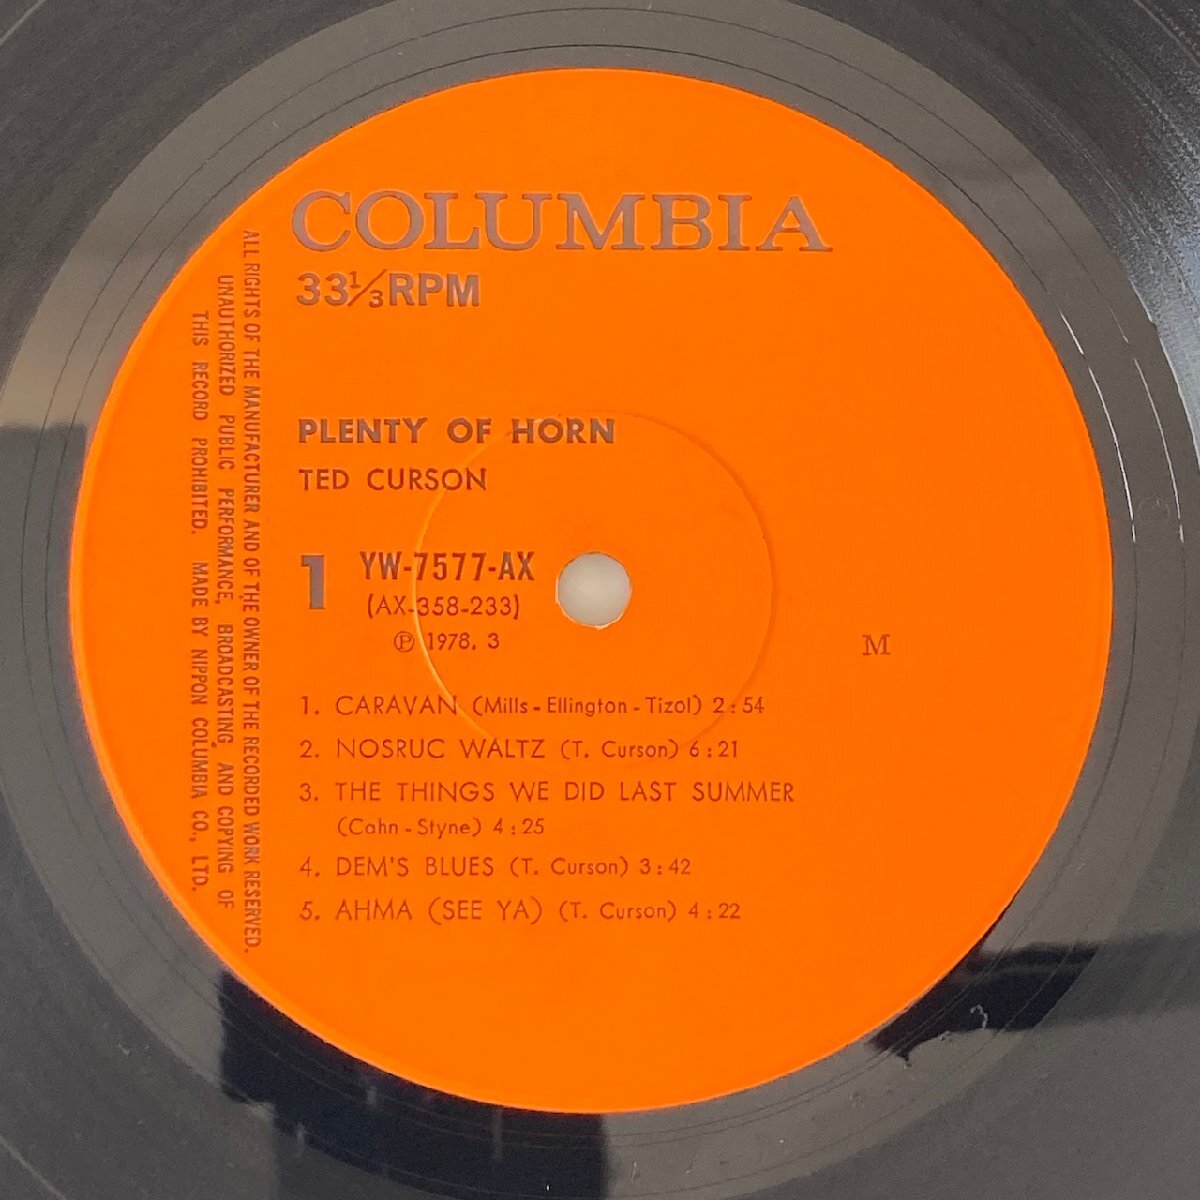 COLUMBIA
33⅓RPM
PLENTY OF HORN
TED CURSON
1 YW-7577-AX
(AX-358-233)
Ⓟ 1978. 3
M
1. CARAVAN (Mills-Ellington-Tizol) 2:54
2. NOSRUC WALTZ (T. Curson) 6:21
3. THE THINGS WE DID LAST SUMMER
(Cahn-Styne) 4:25
4. DEM'S BLUES (T. Curson) 3:42
5. AHMA (SEE YA) (T. Curson) 4:22
ALL RIGHTS OF THE MANUFACTURER AND OF THE OWNER OF THE RECORDED WORK RESERVED.
UNAUTHORIZED PUBLIC PERFORMANCE, BROADCASTING AND COPYING OF
THIS RECORD PROHIBITED. MADE BY NIPPON COLUMBIA CO., LTD.